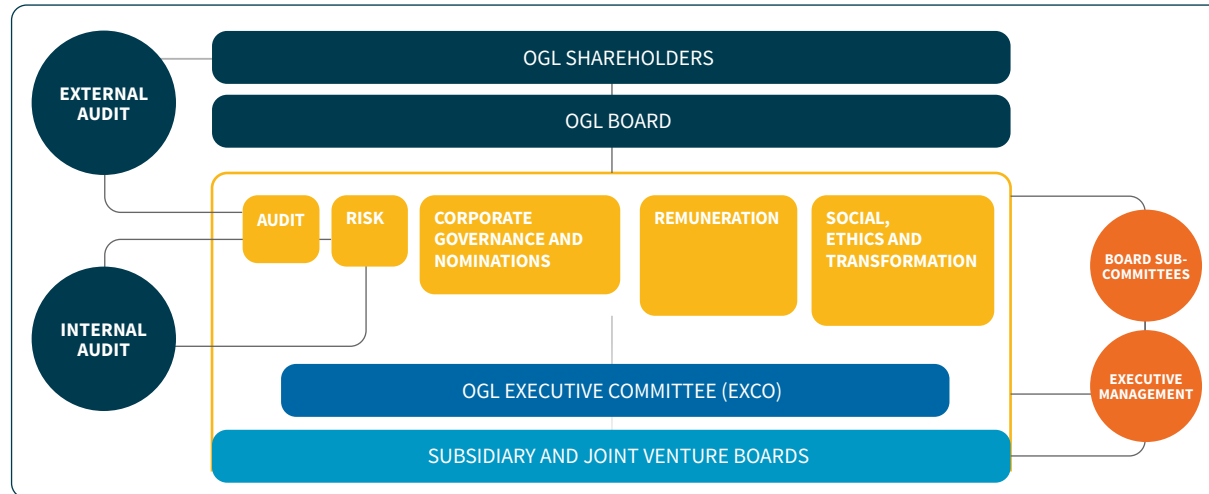 OGL SHAREHOLDERS
EXTERNAL
AUDIT
OGL BOARD
AUDIT
RISK
CORPORATE
GOVERNANCE AND
NOMINATIONS
REMUNERATION
SOCIAL,
ETHICS AND
TRANSFORMATION
BOARD SUB-
COMMITTEES
INTERNAL
AUDIT
EXECUTIVE
MANAGEMENT
OGL EXECUTIVE COMMITTEE (EXCO)
SUBSIDIARY AND JOINT VENTURE BOARDS